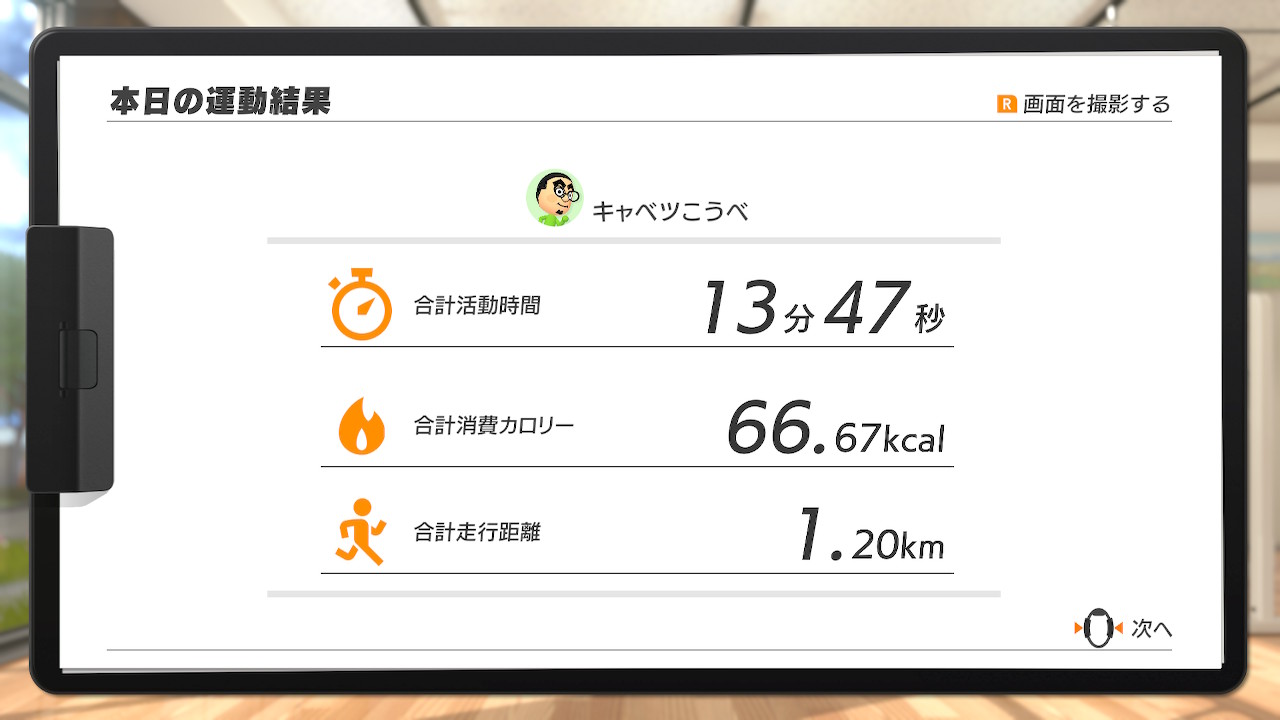 本日の運動結果
R 画面を撮影する
キャベツこうべ
合計活動時間 13分47秒
合計消費カロリー 66.67kcal
合計走行距離 1.20km
次へ